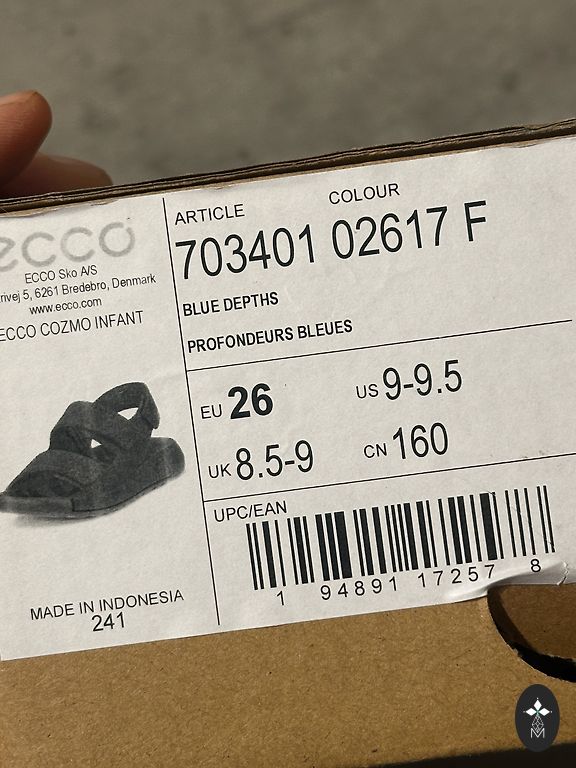 ecco
ECCO Sko A/S
rivej 5, 6261 Bredebro, Denmark
www.ecco.com
ECCO COZMO INFANT
MADE IN INDONESIA
241
ARTICLE COLOUR
703401 02617 F
BLUE DEPTHS
PROFONDEURS BLEUES
EU 26 US 9-9.5
UK 8.5-9 CN 160
UPC/EAN
1 94891 17257 8
M